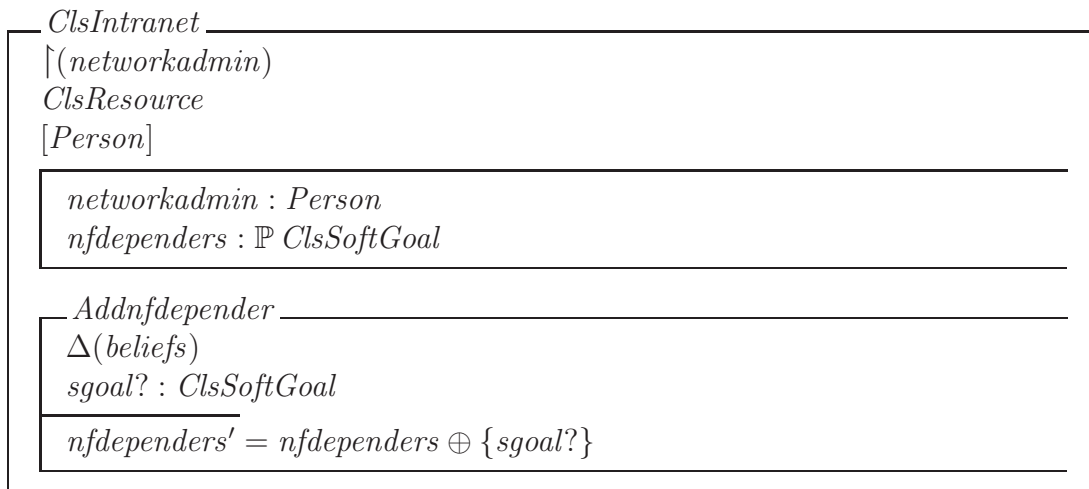 ClsIntranet
↾(networkadmin)
ClsResource
[Person]
networkadmin : Person
nfdependers : ℙ ClsSoftGoal
Addnfdepender
Δ(beliefs)
sgoal? : ClsSoftGoal
nfdependers′ = nfdependers ⊕ {sgoal?}